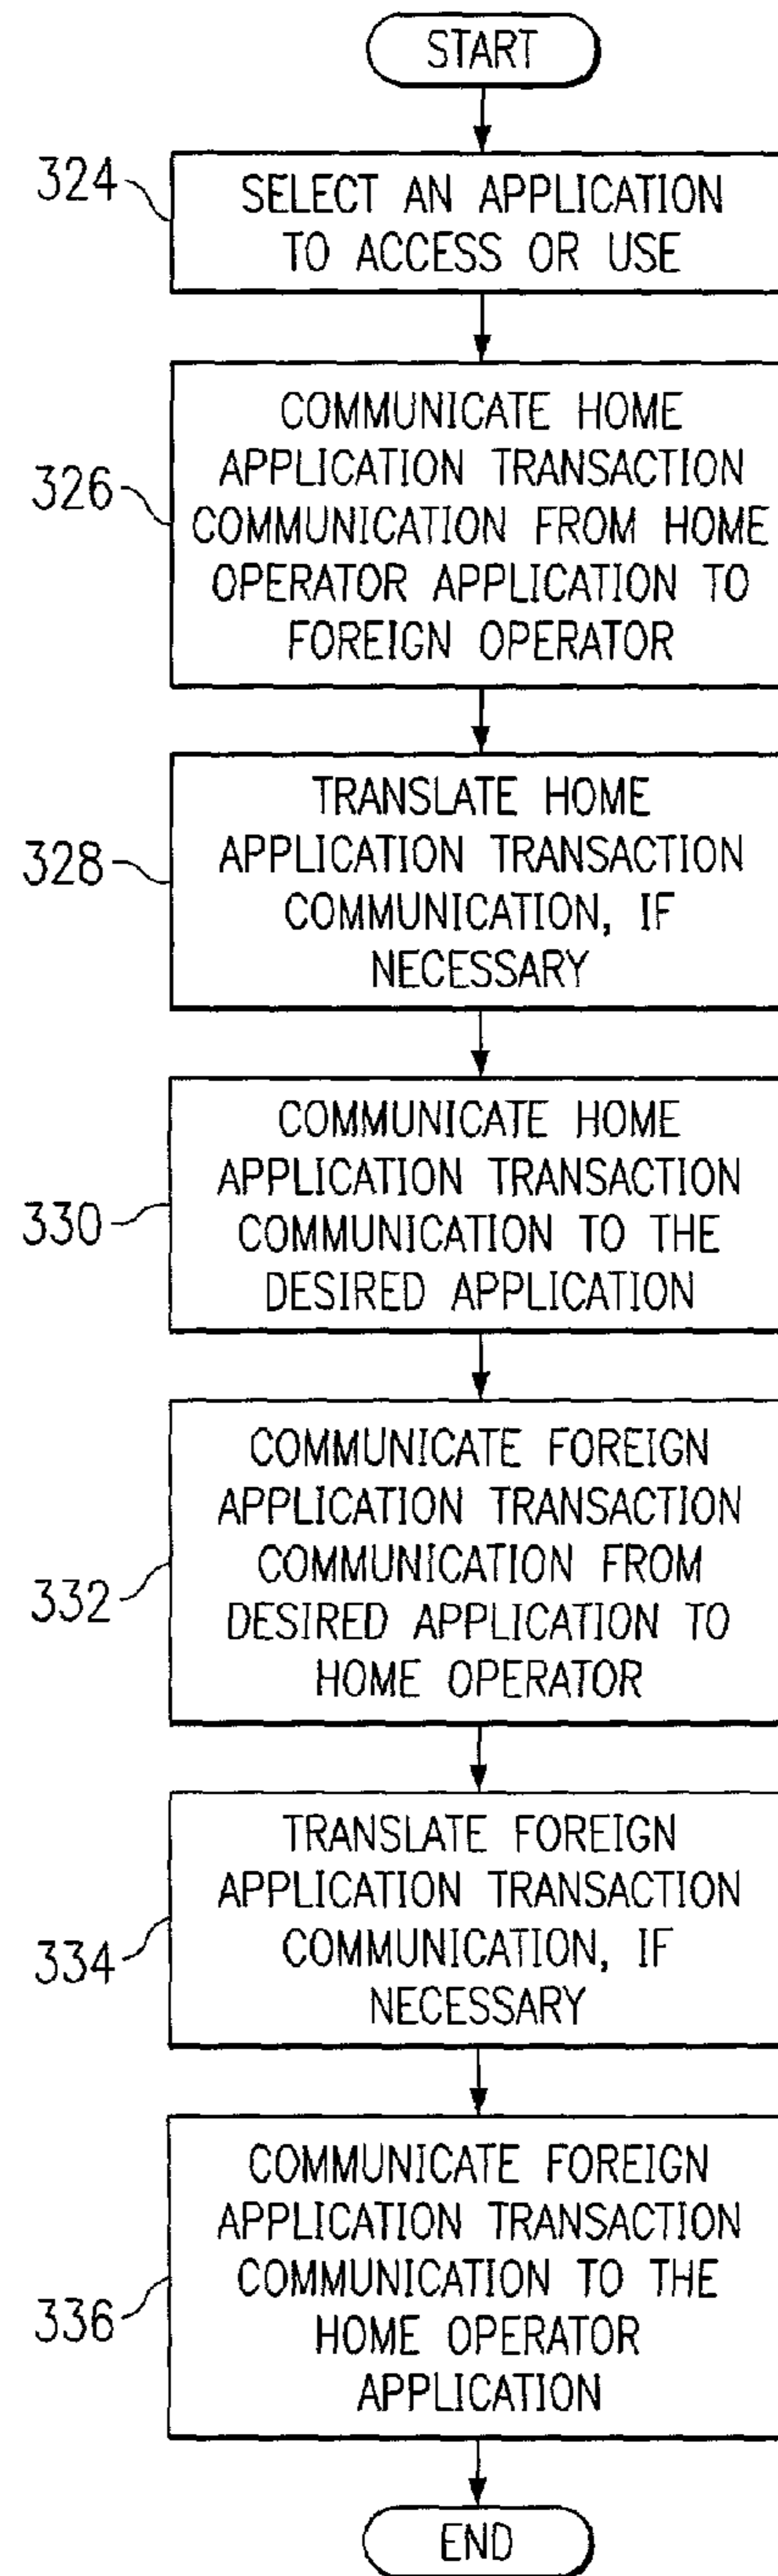 START
324
SELECT AN APPLICATION
TO ACCESS OR USE
326
COMMUNICATE HOME
APPLICATION TRANSACTION
COMMUNICATION FROM HOME
OPERATOR APPLICATION TO
FOREIGN OPERATOR
328
TRANSLATE HOME
APPLICATION TRANSACTION
COMMUNICATION, IF
NECESSARY
330
COMMUNICATE HOME
APPLICATION TRANSACTION
COMMUNICATION TO THE
DESIRED APPLICATION
332
COMMUNICATE FOREIGN
APPLICATION TRANSACTION
COMMUNICATION FROM
DESIRED APPLICATION TO
HOME OPERATOR
334
TRANSLATE FOREIGN
APPLICATION TRANSACTION
COMMUNICATION, IF
NECESSARY
336
COMMUNICATE FOREIGN
APPLICATION TRANSACTION
COMMUNICATION TO THE
HOME OPERATOR
APPLICATION
END